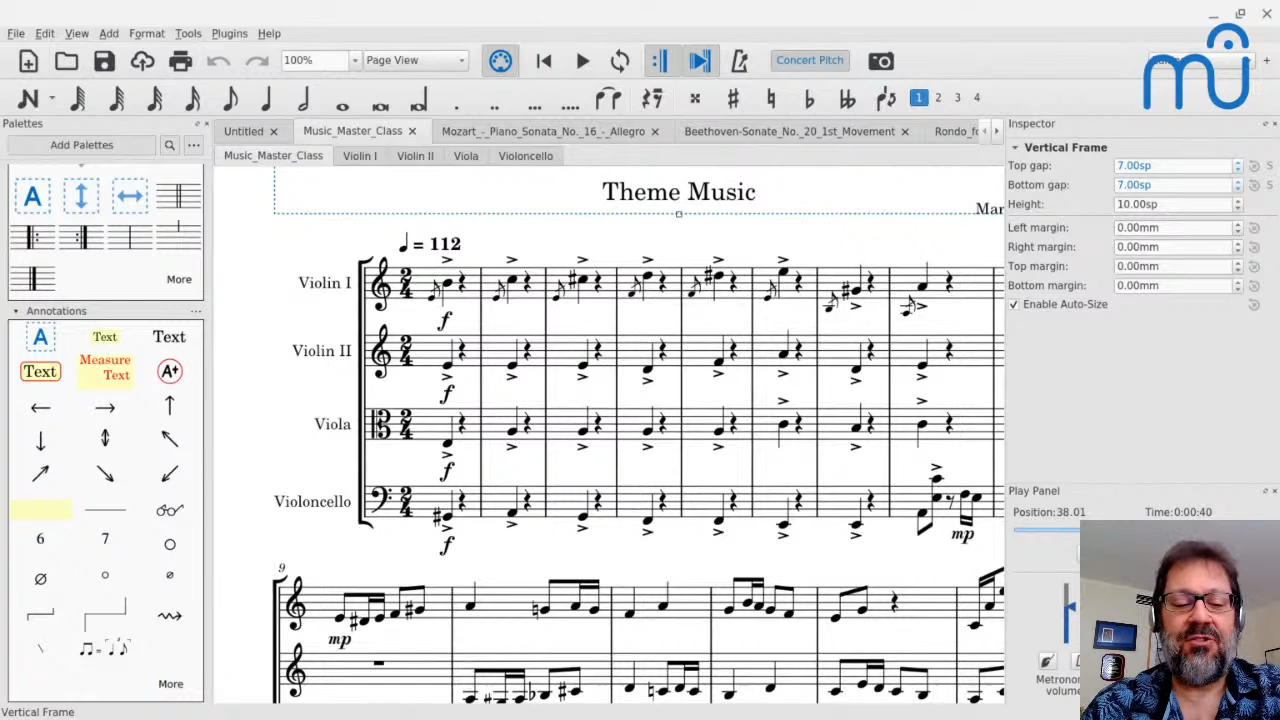 File Edit View Add Format Tools Plugins Help
100% Page View Concert Pitch
1 2 3 4
Palettes
Add Palettes
More
Annotations
A Text Text
Text Measure Text A+
6 7
More
Untitled Music_Master_Class Mozart_-_Piano_Sonata_No._16_-_Allegro Beethoven-Sonate_No._20_1st_Movement Rondo_fo
Music_Master_Class Violin I Violin II Viola Violoncello
Theme Music
Mar
= 112
Violin I
f
Violin II
f
Viola
f
Violoncello
f mp
9
mp
Inspector
Vertical Frame
Top gap: 7.00sp S
Bottom gap: 7.00sp S
Height: 10.00sp
Left margin: 0.00mm
Right margin: 0.00mm
Top margin: 0.00mm
Bottom margin: 0.00mm
Enable Auto-Size
Play Panel
Position:38.01 Time:0:00:40
Metronom
volum
mu
Vertical Frame